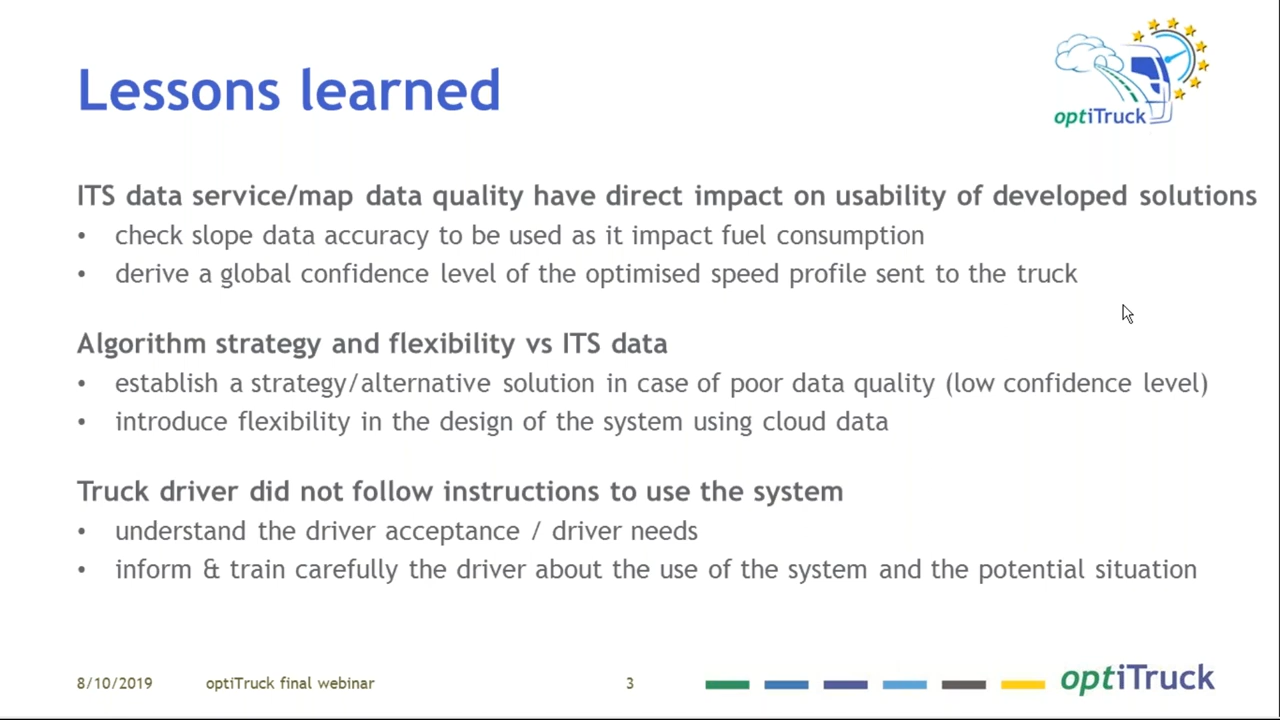 Lessons learned
optiTruck
ITS data service/map data quality have direct impact on usability of developed solutions
• check slope data accuracy to be used as it impact fuel consumption
• derive a global confidence level of the optimised speed profile sent to the truck
Algorithm strategy and flexibility vs ITS data
• establish a strategy/alternative solution in case of poor data quality (low confidence level)
• introduce flexibility in the design of the system using cloud data
Truck driver did not follow instructions to use the system
• understand the driver acceptance / driver needs
• inform & train carefully the driver about the use of the system and the potential situation
8/10/2019 optiTruck final webinar 3 optiTruck